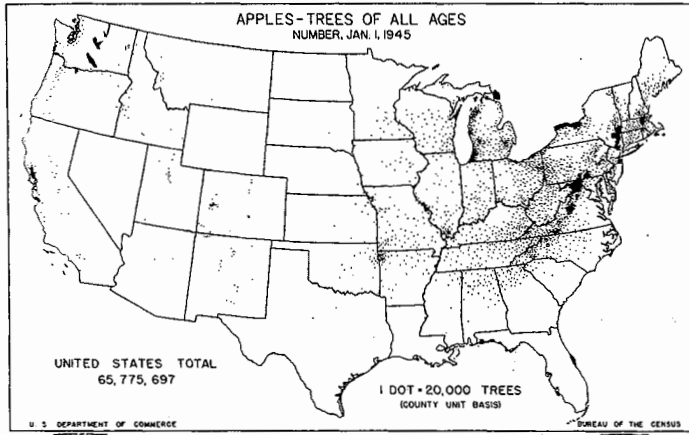 APPLES-TREES OF ALL AGES
NUMBER, JAN. 1, 1945
UNITED STATES TOTAL
65,775,697
1 DOT = 20,000 TREES
(COUNTY UNIT BASIS)
U. S. DEPARTMENT OF COMMERCE
BUREAU OF THE CENSUS